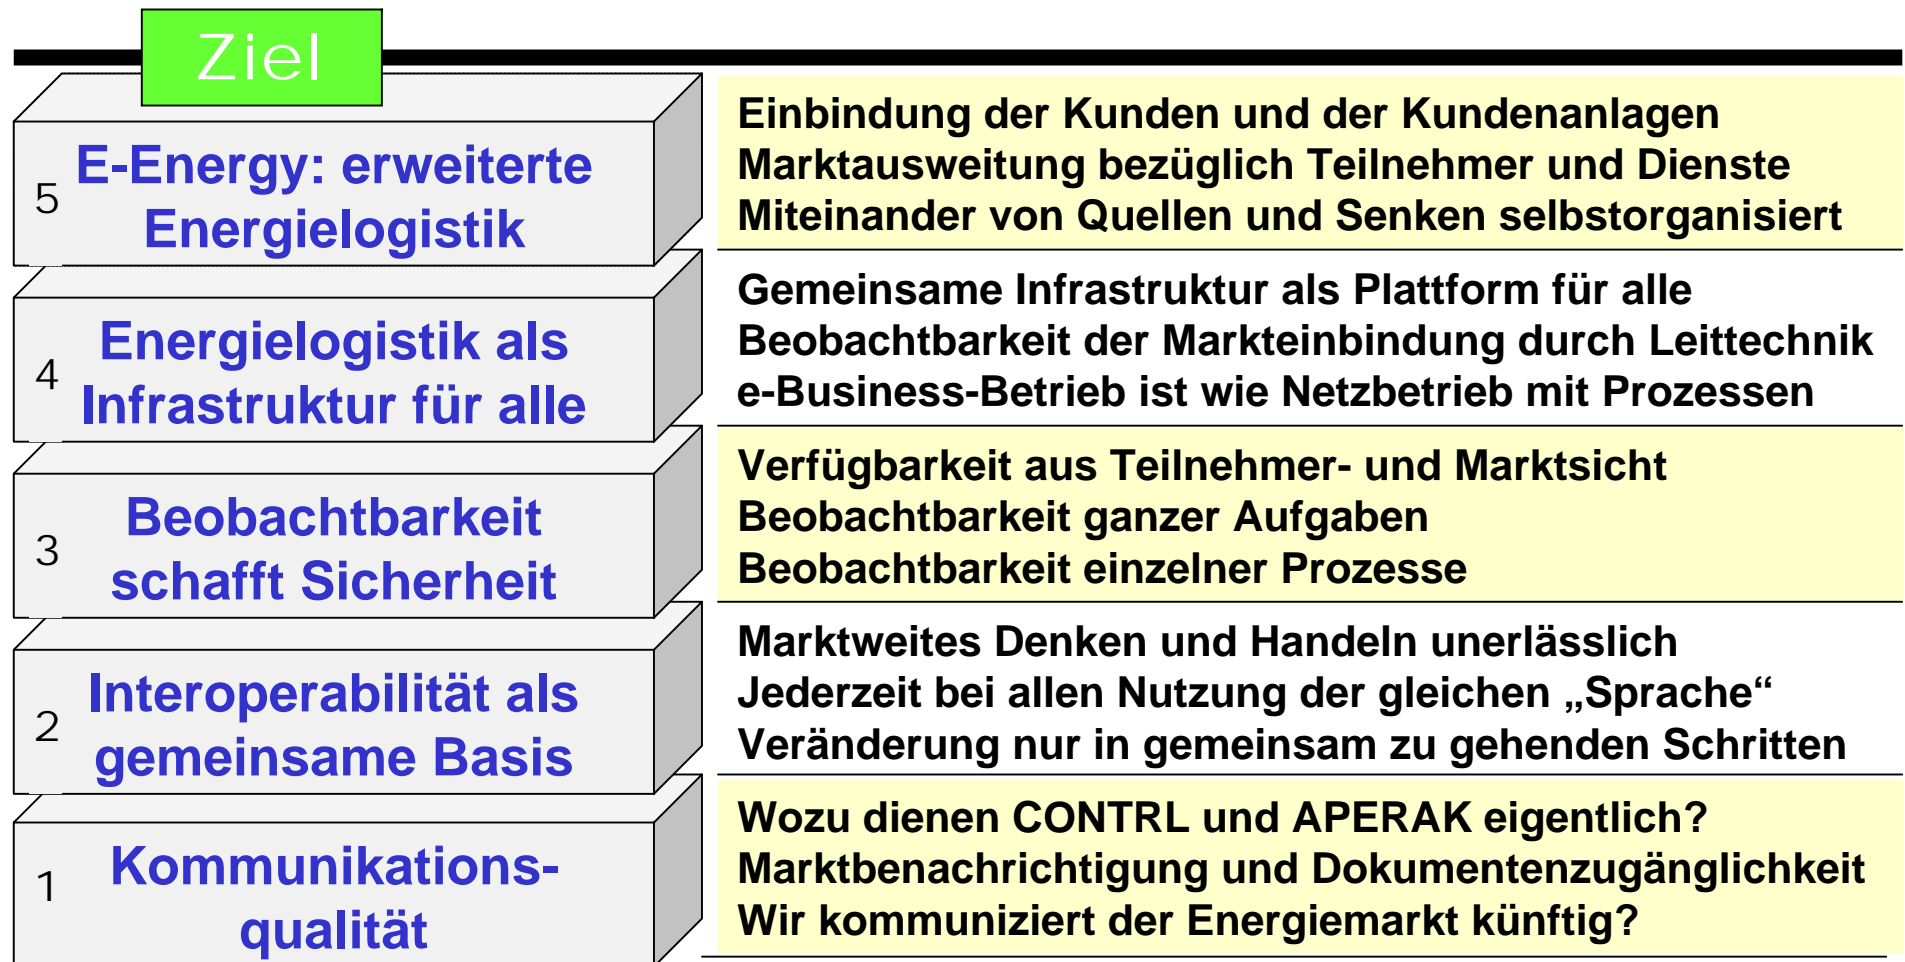 Ziel
5
E-Energy: erweiterte
Energielogistik
Einbindung der Kunden und der Kundenanlagen
Marktausweitung bezüglich Teilnehmer und Dienste
Miteinander von Quellen und Senken selbstorganisiert
4
Energielogistik als
Infrastruktur für alle
Gemeinsame Infrastruktur als Plattform für alle
Beobachtbarkeit der Markteinbindung durch Leittechnik
e-Business-Betrieb ist wie Netzbetrieb mit Prozessen
3
Beobachtbarkeit
schafft Sicherheit
Verfügbarkeit aus Teilnehmer- und Marktsicht
Beobachtbarkeit ganzer Aufgaben
Beobachtbarkeit einzelner Prozesse
2
Interoperabilität als
gemeinsame Basis
Marktweites Denken und Handeln unerlässlich
Jederzeit bei allen Nutzung der gleichen „Sprache“
Veränderung nur in gemeinsam zu gehenden Schritten
1
Kommunikations-
qualität
Wozu dienen CONTRL und APERAK eigentlich?
Marktbenachrichtigung und Dokumentenzugänglichkeit
Wir kommuniziert der Energiemarkt künftig?